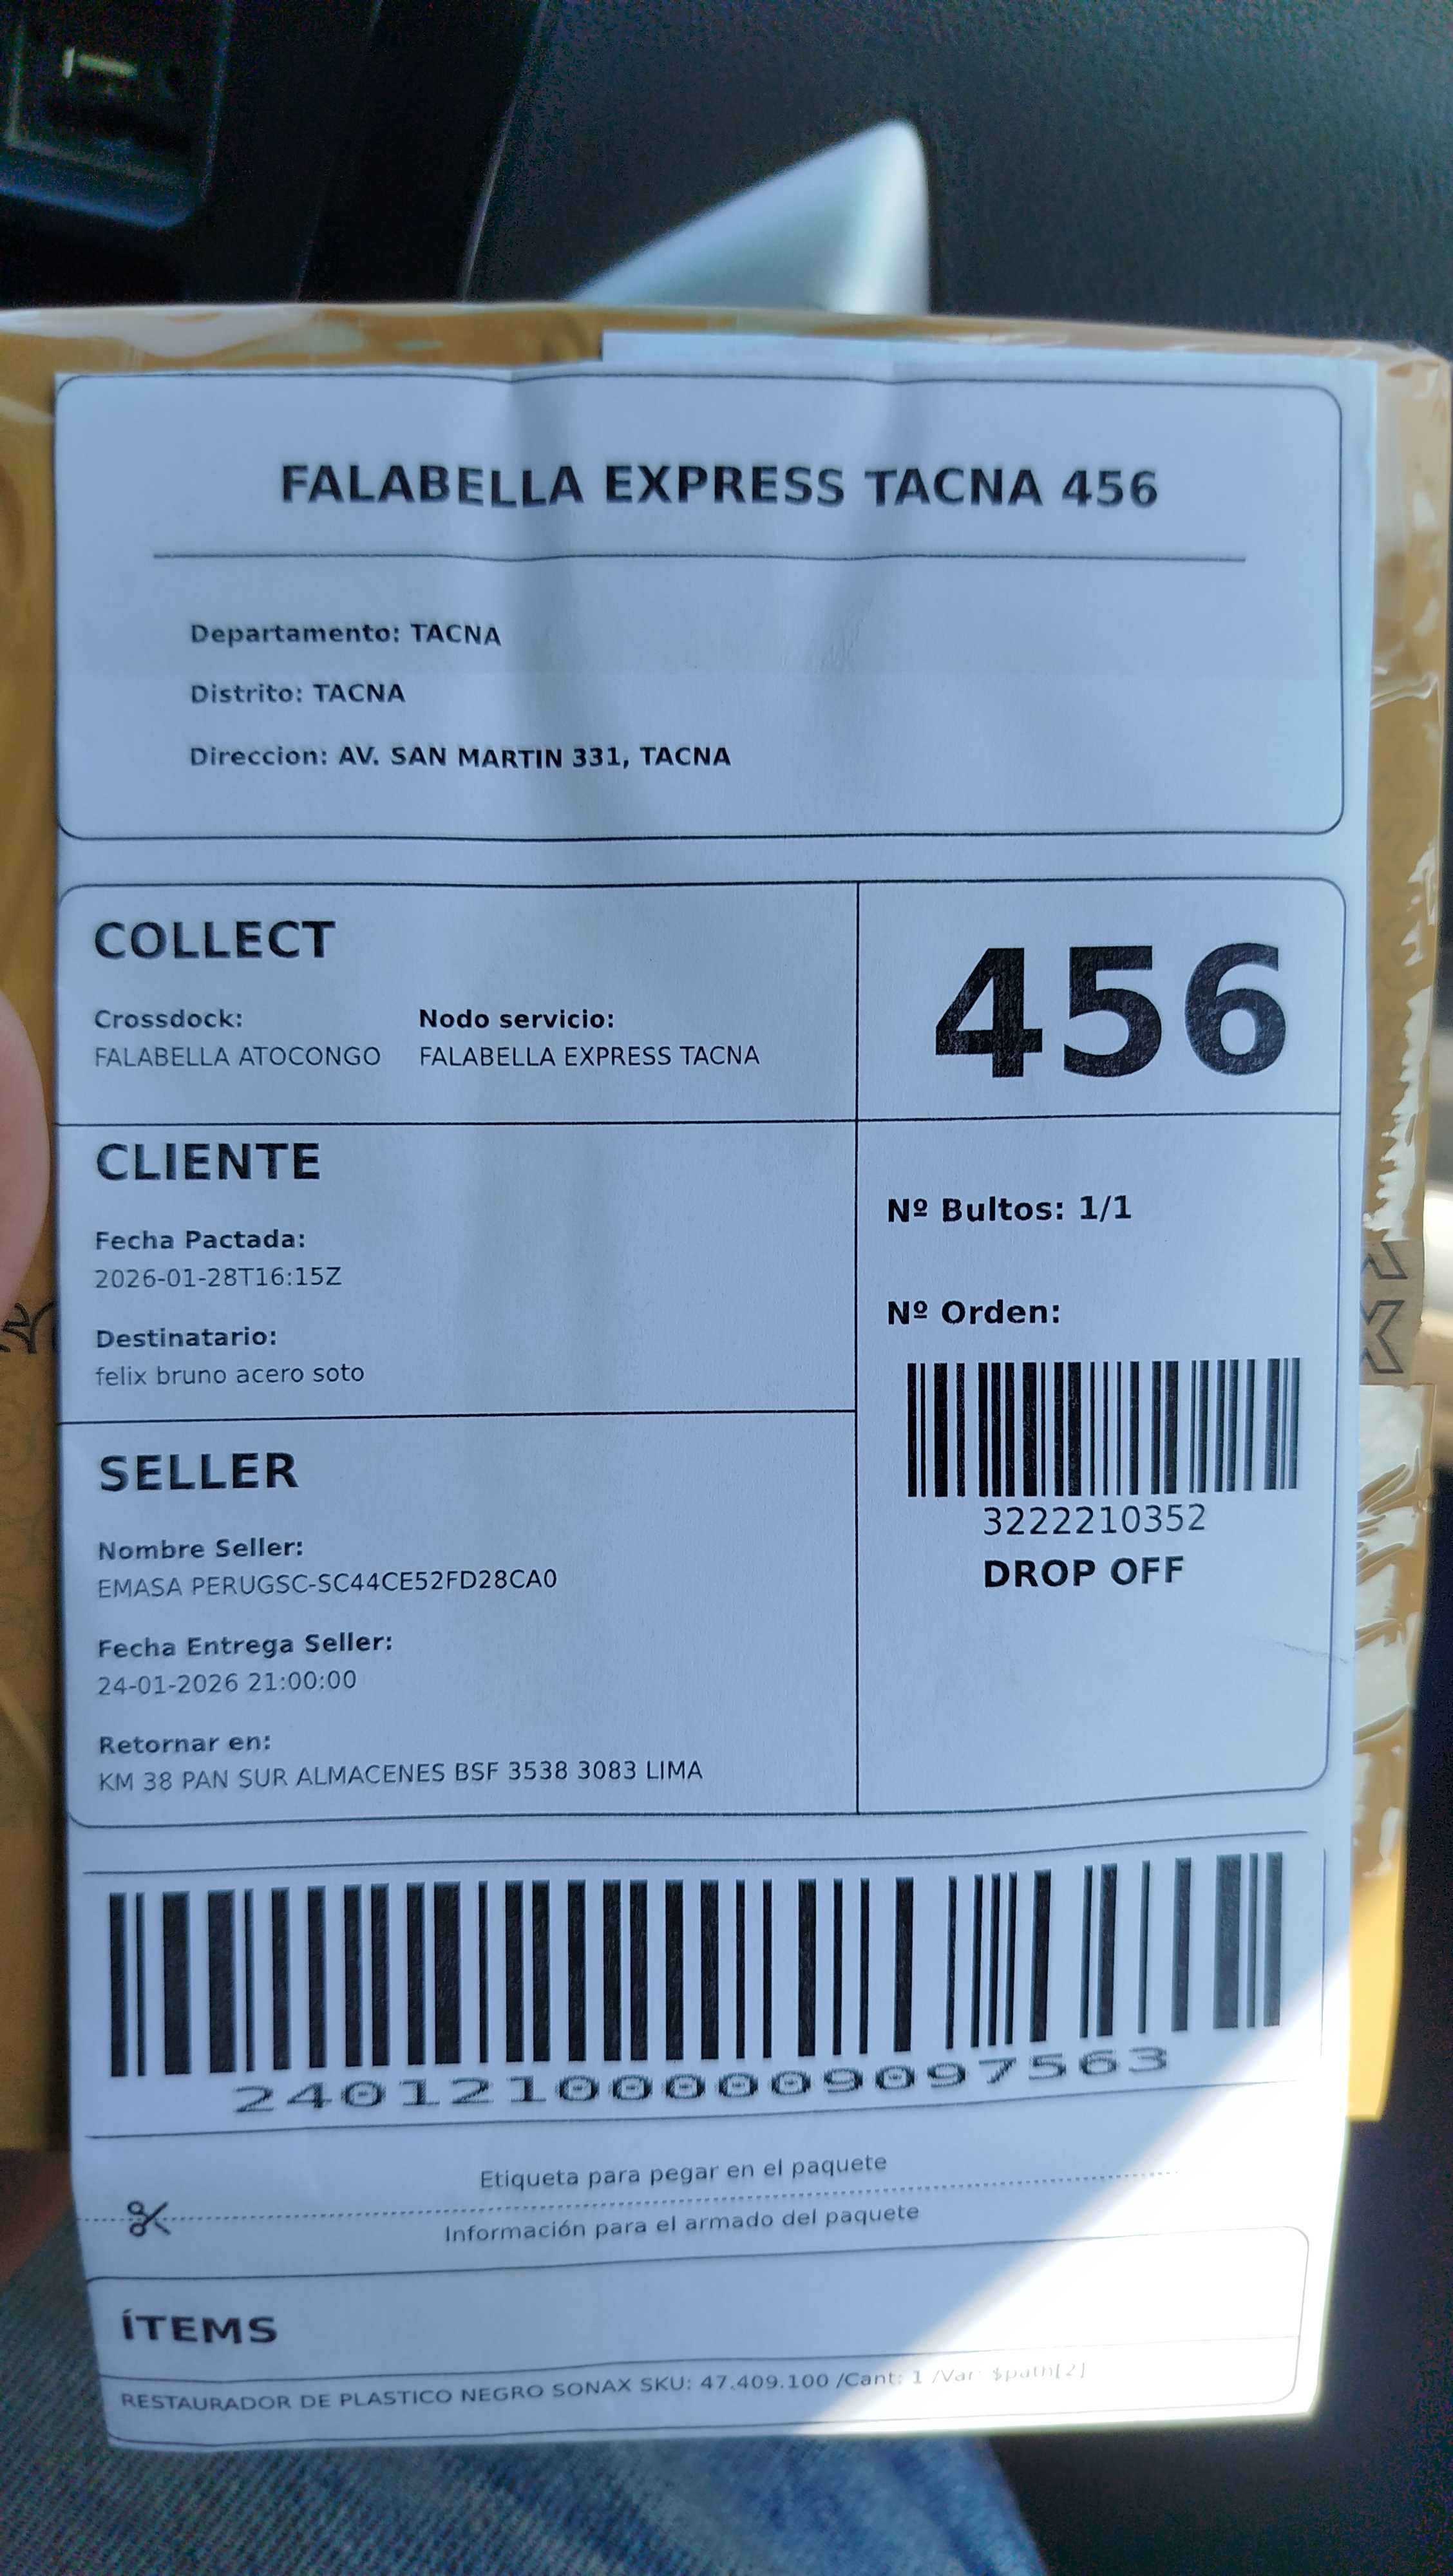 FALABELLA EXPRESS TACNA 456
Departamento: TACNA
Distrito: TACNA
Direccion: AV. SAN MARTIN 331, TACNA
COLLECT
Crossdock:
FALABELLA ATOCONGO
Nodo servicio:
FALABELLA EXPRESS TACNA
456
CLIENTE
Fecha Pactada:
2026-01-28T16:15Z
Destinatario:
felix bruno acero soto
Nº Bultos: 1/1
Nº Orden:
3222210352
DROP OFF
SELLER
Nombre Seller:
EMASA PERUGSC-SC44CE52FD28CA0
Fecha Entrega Seller:
24-01-2026 21:00:00
Retornar en:
KM 38 PAN SUR ALMACENES BSF 3538 3083 LIMA
240121000009097563
Etiqueta para pegar en el paquete
Información para el armado del paquete
ÍTEMS
RESTAURADOR DE PLASTICO NEGRO SONAX SKU: 47.409.100 /Cant: 1 /Var: $path[2]